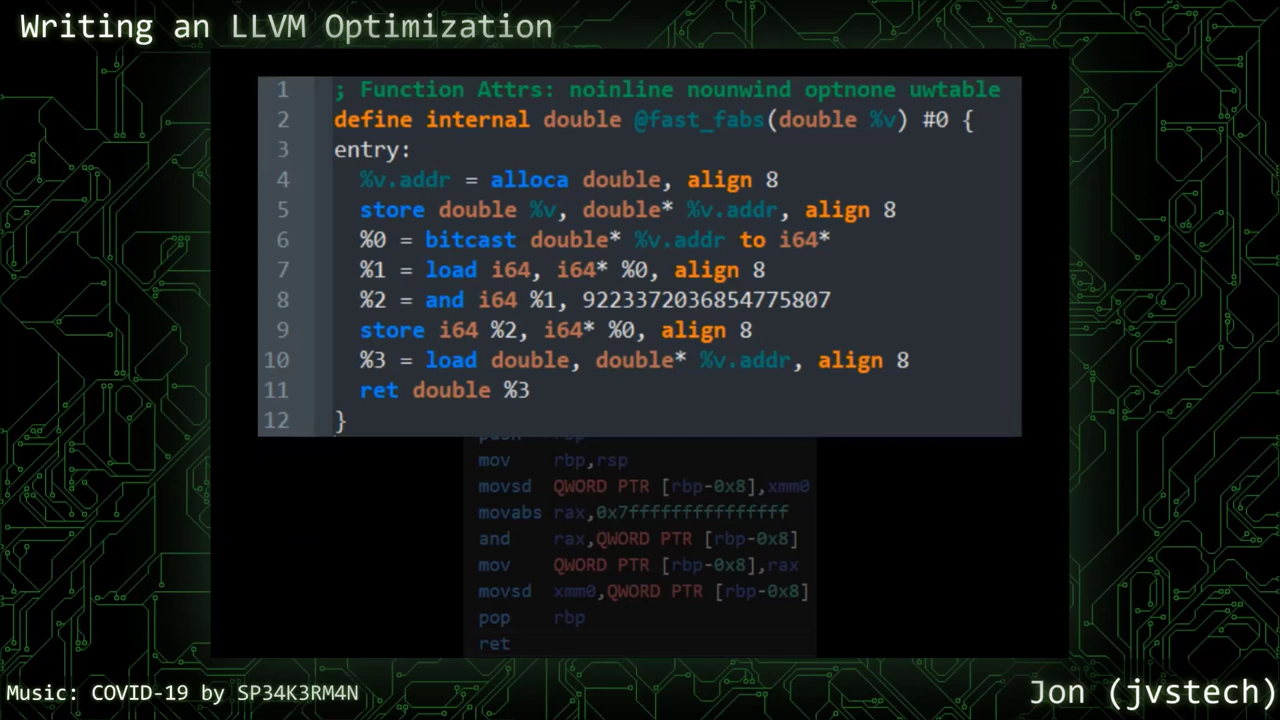 Writing an LLVM Optimization
1 ; Function Attrs: noinline nounwind optnone uwtable
2 define internal double @fast_fabs(double %v) #0 {
3 entry:
4 %v.addr = alloca double, align 8
5 store double %v, double* %v.addr, align 8
6 %0 = bitcast double* %v.addr to i64*
7 %1 = load i64, i64* %0, align 8
8 %2 = and i64 %1, 9223372036854775807
9 store i64 %2, i64* %0, align 8
10 %3 = load double, double* %v.addr, align 8
11 ret double %3
12 }
push rbp
mov rbp,rsp
movsd QWORD PTR [rbp-0x8],xmm0
movabs rax,0x7fffffffffffffff
and rax,QWORD PTR [rbp-0x8]
mov QWORD PTR [rbp-0x8],rax
movsd xmm0,QWORD PTR [rbp-0x8]
pop rbp
ret
Music: COVID-19 by SP34K3RM4N
Jon (jvstech)